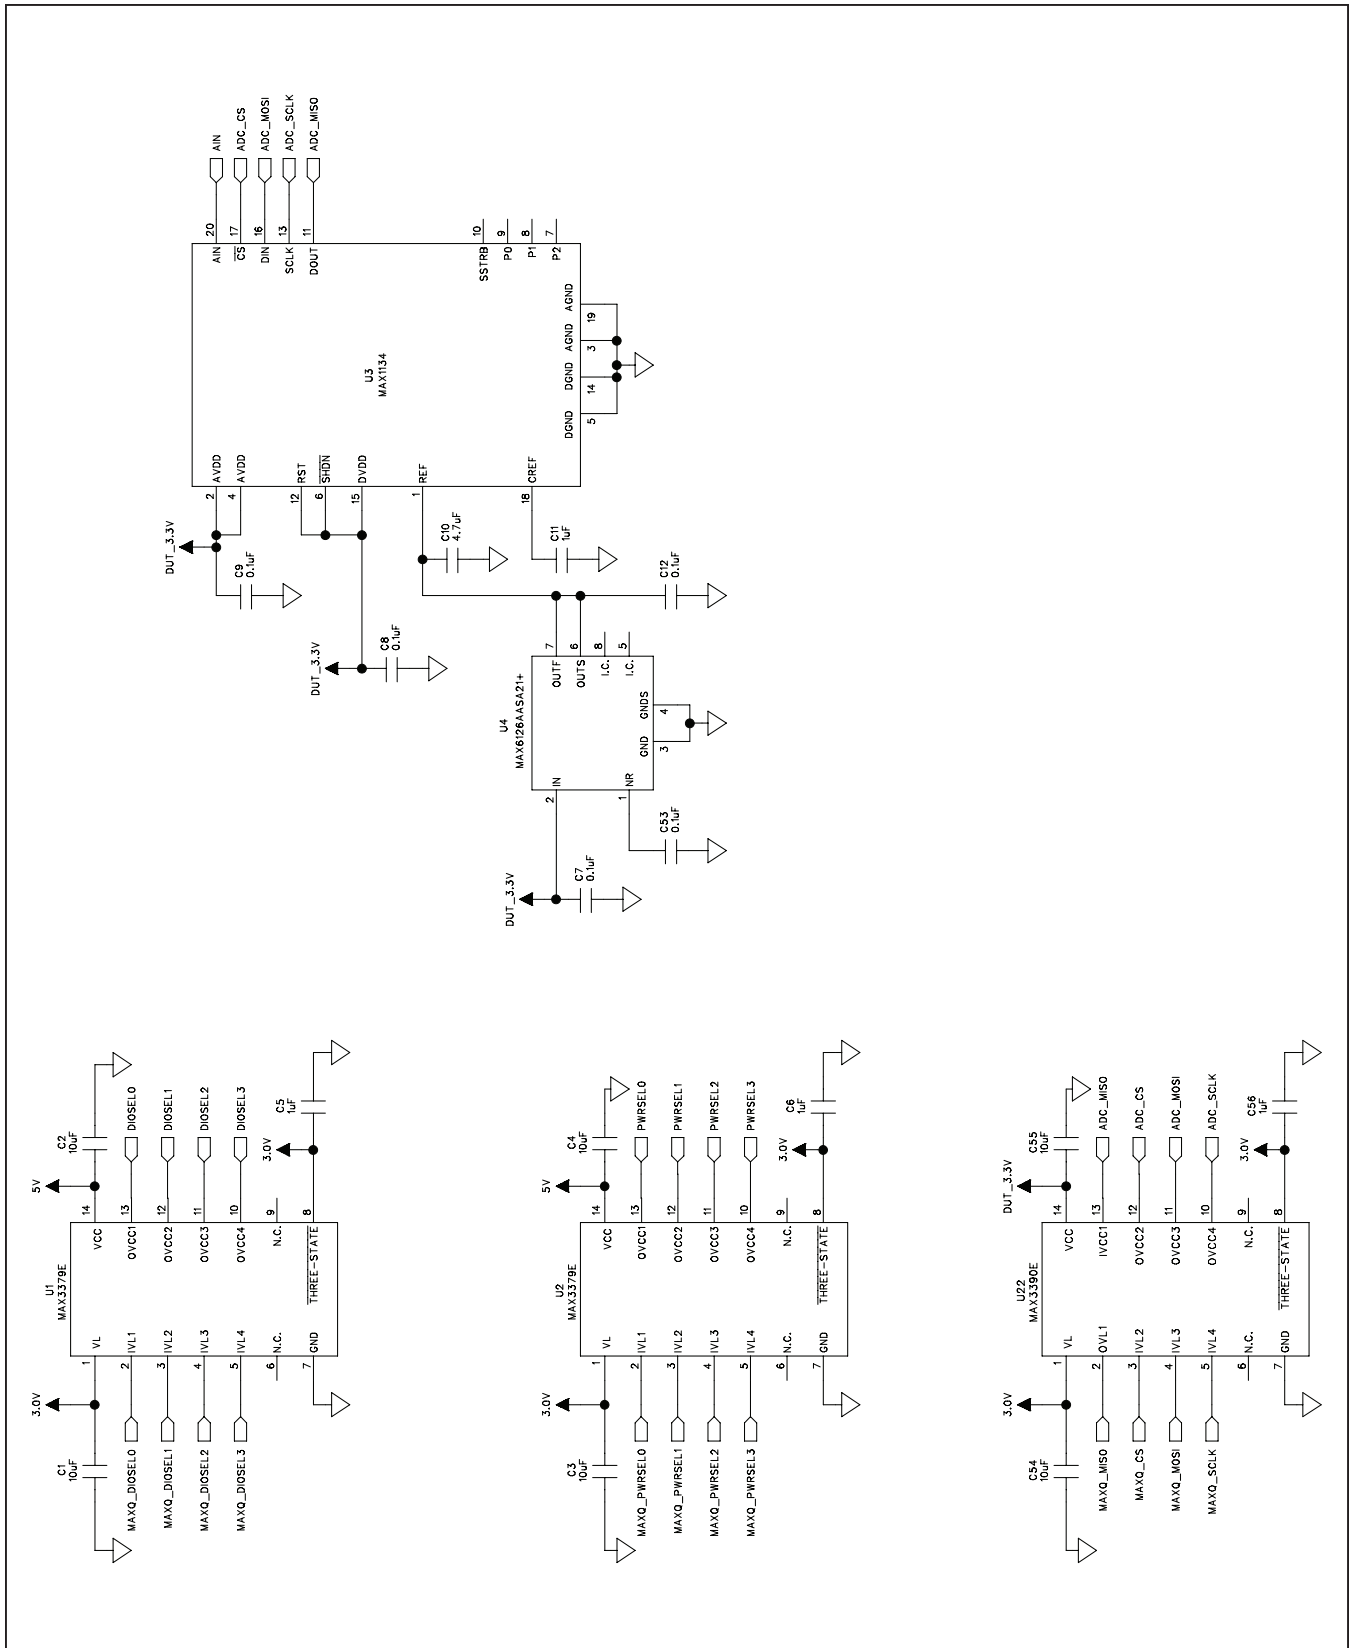 U1
MAX3379E
3.0V
C1
10uF
1
VL
MAXQ_DIOSEL0
2
IVL1
MAXQ_DIOSEL1
3
IVL2
MAXQ_DIOSEL2
4
IVL3
MAXQ_DIOSEL3
5
IVL4
6
N.C.
7
GND
5V
C2
10uF
14
VCC
13
OVCC1
DIOSEL0
12
OVCC2
DIOSEL1
11
OVCC3
DIOSEL2
10
OVCC4
DIOSEL3
9
N.C.
8
THREE-STATE
3.0V
C5
1uF
U2
MAX3379E
3.0V
C3
10uF
1
VL
MAXQ_PWRSEL0
2
IVL1
MAXQ_PWRSEL1
3
IVL2
MAXQ_PWRSEL2
4
IVL3
MAXQ_PWRSEL3
5
IVL4
6
N.C.
7
GND
5V
C4
10uF
14
VCC
13
OVCC1
PWRSEL0
12
OVCC2
PWRSEL1
11
OVCC3
PWRSEL2
10
OVCC4
PWRSEL3
9
N.C.
8
THREE-STATE
3.0V
C6
1uF
U22
MAX3390E
3.0V
C54
10uF
1
VL
MAXQ_MISO
2
OVL1
MAXQ_CS
3
IVL2
MAXQ_MOSI
4
IVL3
MAXQ_SCLK
5
IVL4
6
N.C.
7
GND
DUT_3.3V
C55
10uF
14
VCC
13
IVCC1
ADC_MISO
12
OVCC2
ADC_CS
11
OVCC3
ADC_MOSI
10
OVCC4
ADC_SCLK
9
N.C.
8
THREE-STATE
3.0V
C56
1uF
U4
MAX6126AASA21+
DUT_3.3V
C7
0.1uF
2
IN
1
NR
C53
0.1uF
7
OUTF
6
OUTS
8
I.C.
5
I.C.
3
GND
4
GNDS
C12
0.1uF
U3
MAX1134
DUT_3.3V
C9
0.1uF
2
AVDD
4
AVDD
12
RST
6
SHDN
15
DVDD
DUT_3.3V
C8
0.1uF
1
REF
C10
4.7uF
18
CREF
C11
1uF
20
AIN
AIN
17
CS
ADC_CS
16
DIN
ADC_MOSI
13
SCLK
ADC_SCLK
11
DOUT
ADC_MISO
10
SSTRB
9
P0
8
P1
7
P2
5
DGND
14
DGND
3
AGND
19
AGND